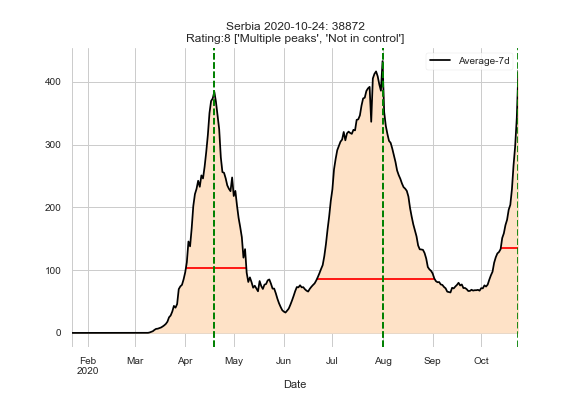 Serbia 2020-10-24: 38872
Rating:8 ['Multiple peaks', 'Not in control']
Average-7d
400
300
200
100
0
Feb Mar Apr May Jun Jul Aug Sep Oct
2020
Date